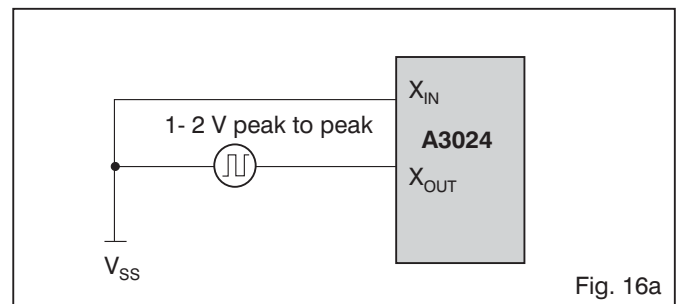 X_IN
1- 2 V peak to peak
A3024
X_OUT
V_SS
Fig. 16a